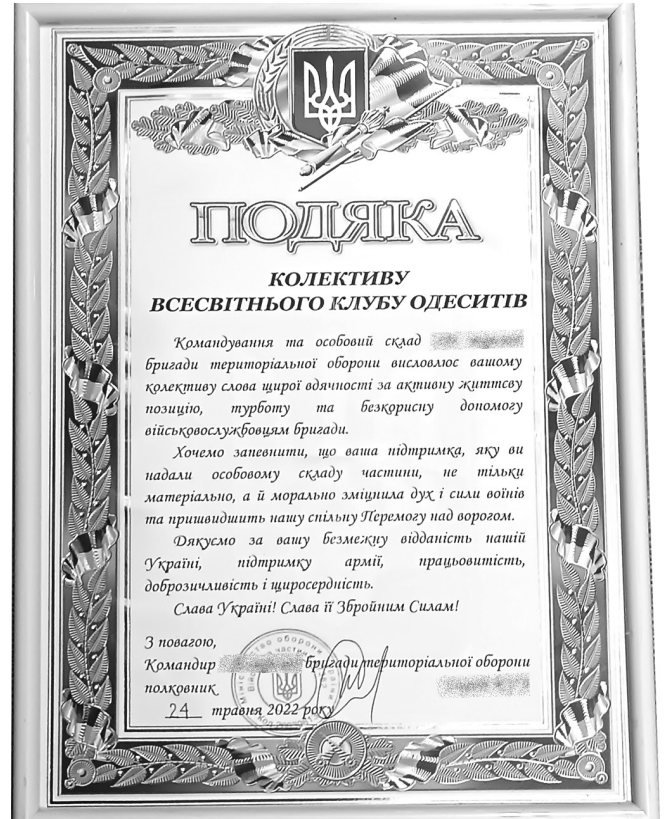 ПОДЯКА
КОЛЕКТИВУ
ВСЕСВІТНЬОГО КЛУБУ ОДЕСИТІВ
Командування та особовий склад
бригади територіальної оборони висловлює вашому
колективу слова щирої вдячності за активну життєву
позицію, турботу та безкорисну допомогу
військовослужбовцям бригади.
Хочемо запевнити, що ваша підтримка, яку ви
надали особовому складу частини, не тільки
матеріально, а й морально зміцнила дух і сили воїнів
та пришвидшить нашу спільну Перемогу над ворогом.
Дякуємо за вашу безмежну відданість нашій
Україні, підтримку армії, працьовитість,
доброзичливість і щиросердність.
Слава Україні! Слава її Збройним Силам!
З повагою,
Командир бригади територіальної оборони
полковник
24 травня 2022 року